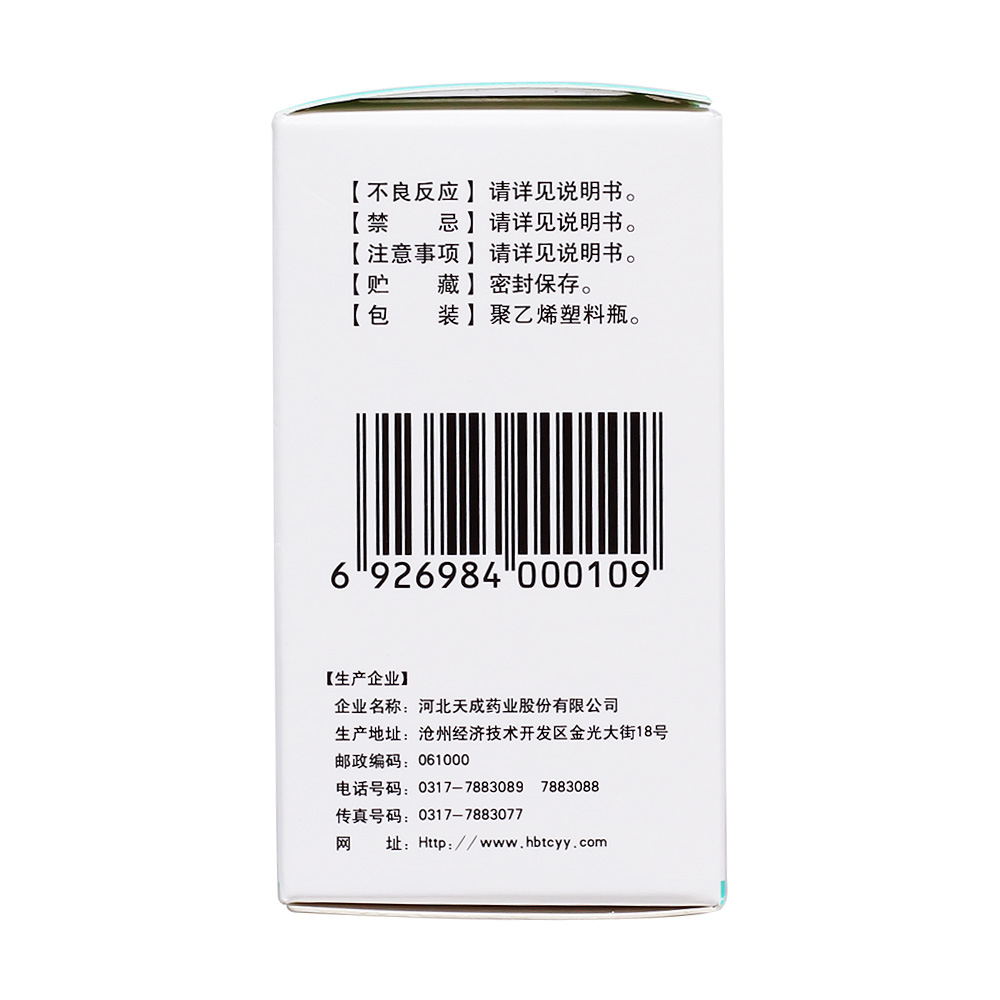 【不良反应】请详见说明书。
【禁　　忌】请详见说明书。
【注意事项】请详见说明书。
【贮　　藏】密封保存。
【包　　装】聚乙烯塑料瓶。
6 926984 000109
【生产企业】
企业名称：河北天成药业股份有限公司
生产地址：沧州经济技术开发区金光大街18号
邮政编码：061000
电话号码：0317-7883089　7883088
传真号码：0317-7883077
网　　址：Http://www.hbtcyy.com